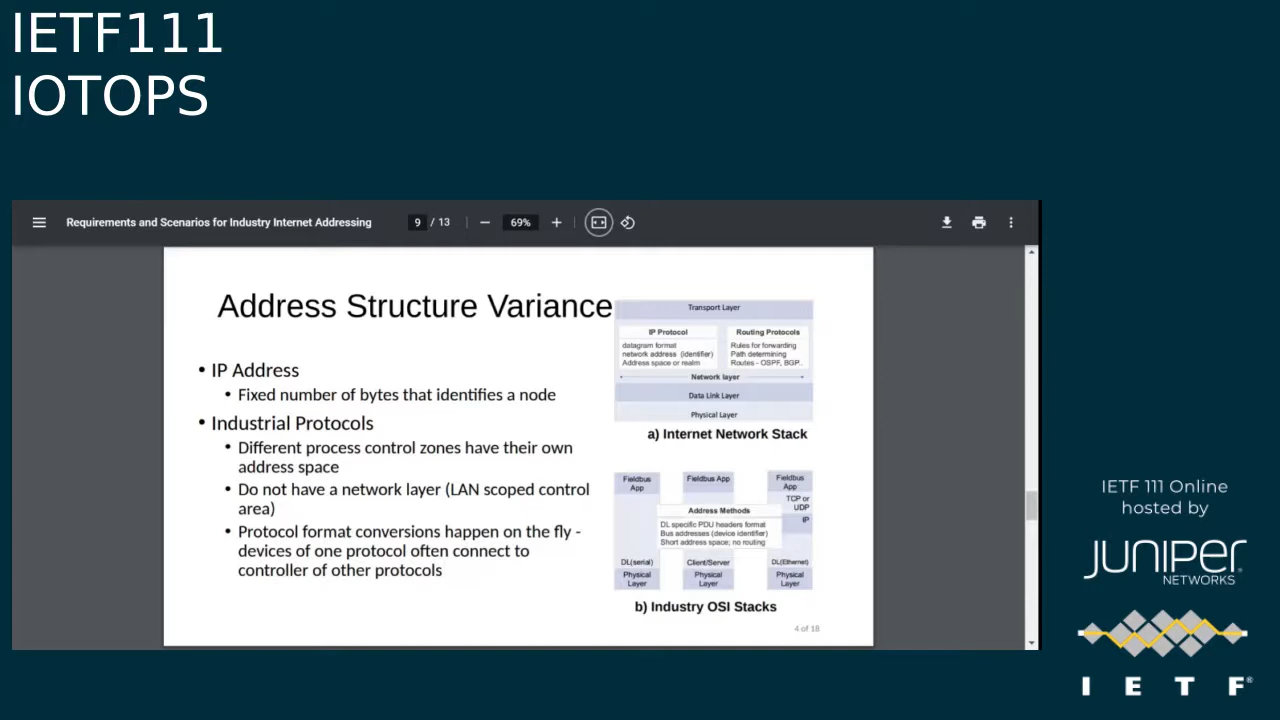 IETF111
IOTOPS
Requirements and Scenarios for Industry Internet Addressing
9 / 13
69%
Address Structure Variance
• IP Address
• Fixed number of bytes that identifies a node
• Industrial Protocols
• Different process control zones have their own
address space
• Do not have a network layer (LAN scoped control
area)
• Protocol format conversions happen on the fly -
devices of one protocol often connect to
controller of other protocols
Transport Layer
IP Protocol
datagram format
network address (identifier)
Address space or realm
Routing Protocols
Rules for forwarding
Path determining
Routes - OSPF, BGP..
Network layer
Data Link Layer
Physical Layer
a) Internet Network Stack
Fieldbus
App
Fieldbus App
Fieldbus
App
TCP or
UDP
IP
Address Methods
DL specific PDU headers format
Bus addresses (device identifier)
Short address space; no routing
DL(serial)
Client/Server
DL(Ethernet)
Physical
Layer
Physical
Layer
Physical
Layer
b) Industry OSI Stacks
4 of 18
IETF 111 Online
hosted by
JUNIPER
NETWORKS
I E T F®